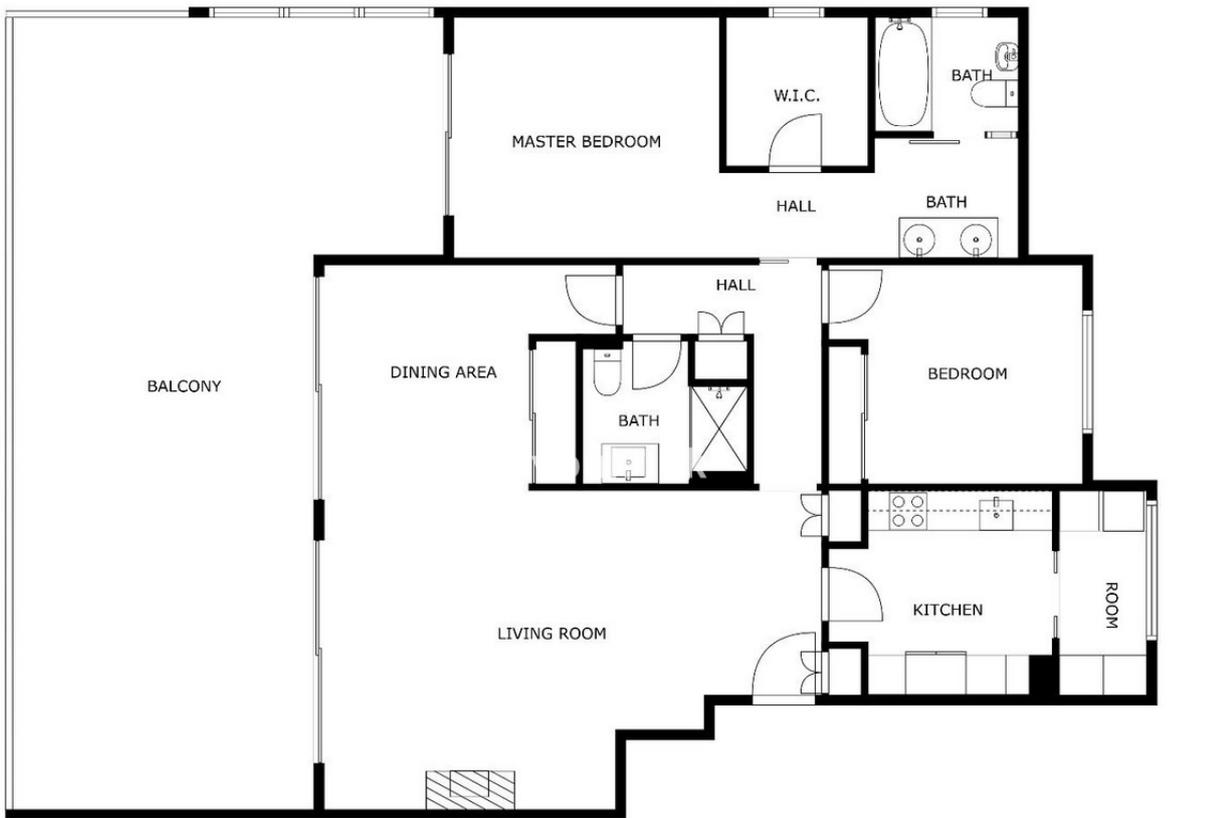 BATH
W.I.C.
MASTER BEDROOM
BATH
HALL
HALL
DINING AREA
BEDROOM
BALCONY
BATH
ROOM
KITCHEN
LIVING ROOM